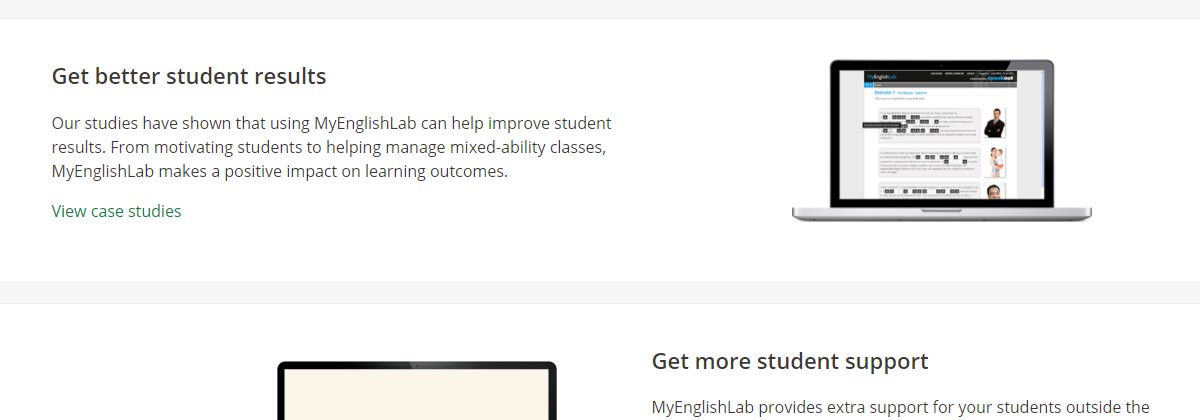 Get better student results
Our studies have shown that using MyEnglishLab can help improve student
results. From motivating students to helping manage mixed-ability classes,
MyEnglishLab makes a positive impact on learning outcomes.
View case studies
MyEnglishLab
Exercise 1
speakout
Get more student support
MyEnglishLab provides extra support for your students outside the